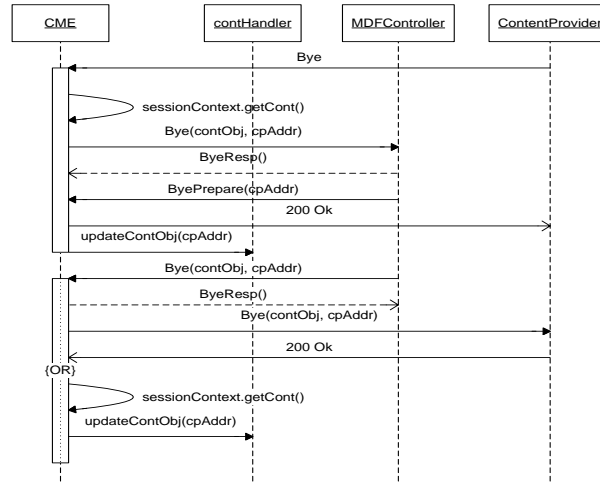 CME
contHandler
MDFController
ContentProvider
Bye
sessionContext.getCont()
Bye(contObj, cpAddr)
ByeResp()
ByePrepare(cpAddr)
200 Ok
updateContObj(cpAddr)
Bye(contObj, cpAddr)
ByeResp()
Bye(contObj, cpAddr)
200 Ok
{OR}
sessionContext.getCont()
updateContObj(cpAddr)